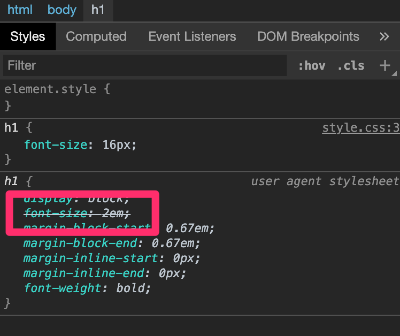 html body h1
Styles Computed Event Listeners DOM Breakpoints »
Filter :hov .cls +
element.style {
}
h1 { style.css:3
font-size: 16px;
}
h1 { user agent stylesheet
display: block;
font-size: 2em;
margin-block-start: 0.67em;
margin-block-end: 0.67em;
margin-inline-start: 0px;
margin-inline-end: 0px;
font-weight: bold;
}